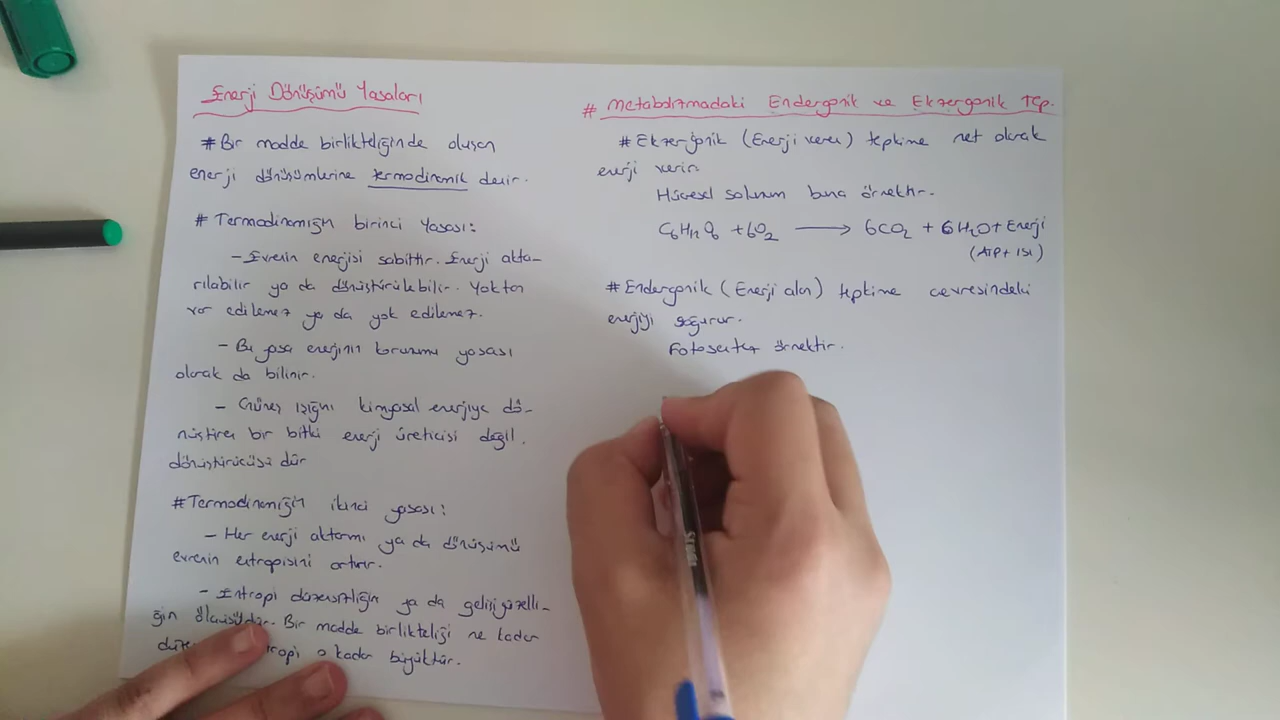 Enerji Dönüşümü Yasaları
# Bir madde birlikteliğinde oluşan
enerji dönüşümlerine termodinamik denir.
# Termodinamiğin birinci Yasası:
- Evrenin enerjisi sabittir. Enerji akta-
rılabilir ya da dönüştürülebilir. Yoktan
var edilemez ya da yok edilemez.
- Bu yasa enerjinin korunumu yasası
olarak da bilinir.
- Güneş ışığını kimyasal enerjiye dö-
nüştüren bir bitki enerji üreticisi değil,
dönüştürücüsü dür
# Termodinamiğin ikinci yasası:
- Her enerji aktarımı ya da dönüşümü
evrenin entropisini artırır.
- Entropi düzensizliğin ya da gelişigüzelli-
ğin ölçüsüdür. Bir madde birlikteliği ne kadar
o kadar büyüktür.
# Metabolizmadaki Endergonik ve Ekzergonik Tep.
# Ekzergonik (Enerji veren) tepkime net olarak
enerji verir.
Hücresel solunum buna örnektir.
C6H12O6 + 6O2 → 6CO2 + 6H2O + Enerji
(ATP + ısı)
# Endergonik (Enerji alan) tepkime çevresindeki
enerjiyi soğurur.
Fotosentez örnektir.